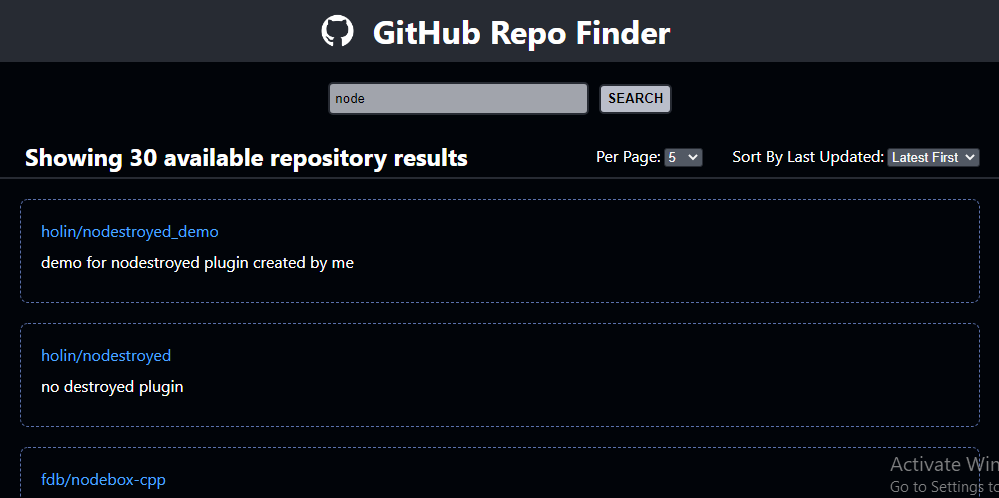 GitHub Repo Finder
node SEARCH
Showing 30 available repository results Per Page: 5 Sort By Last Updated: Latest First
holin/nodestroyed_demo
demo for nodestroyed plugin created by me
holin/nodestroyed
no destroyed plugin
fdb/nodebox-cpp
Activate Win
Go to Settings to